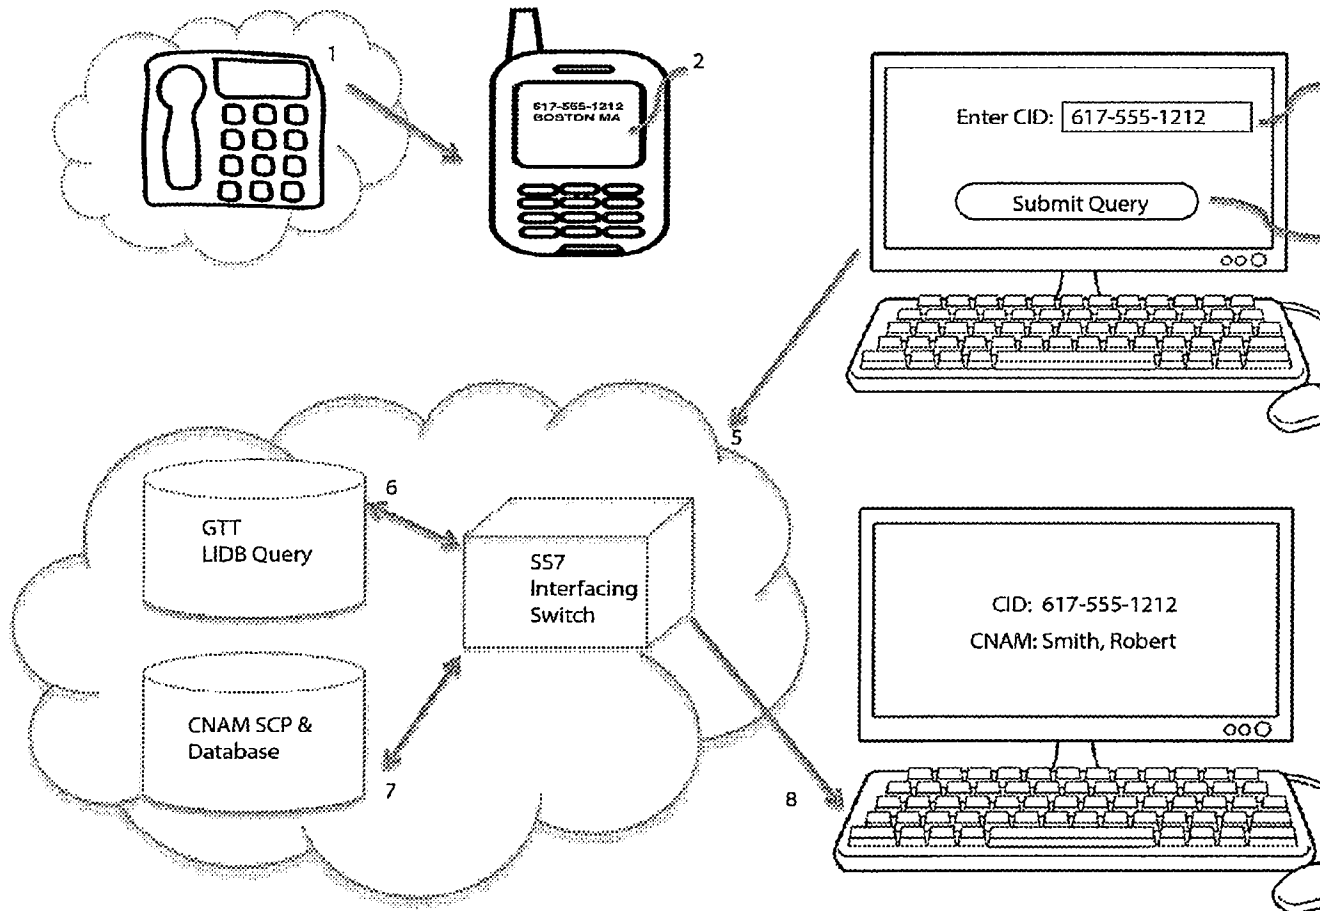 1
2
617-555-1212
BOSTON MA
Enter CID: 617-555-1212
Submit Query
5
6
GTT
LIDB Query
SS7
Interfacing
Switch
CNAM SCP &
Database
7
8
CID: 617-555-1212
CNAM: Smith, Robert